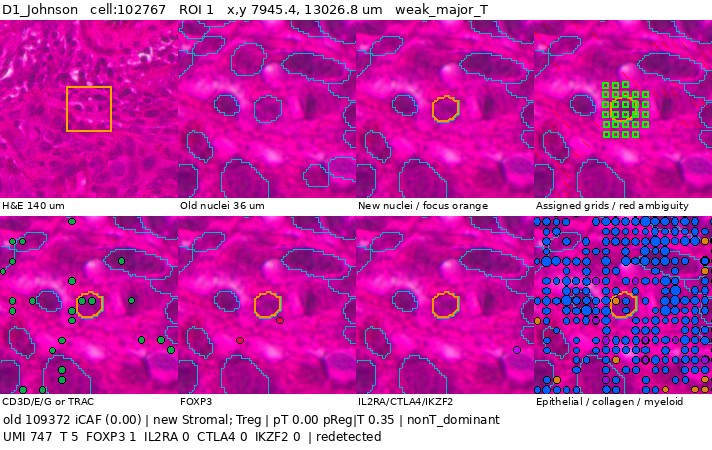 D1_Johnson   cell:102767   ROI 1   x,y 7945.4, 13026.8 um   weak_major_T
H&E 140 um
Old nuclei 36 um
New nuclei / focus orange
Assigned grids / red ambiguity
CD3D/E/G or TRAC
FOXP3
IL2RA/CTLA4/IKZF2
Epithelial / collagen / myeloid
old 109372 iCAF (0.00) | new Stromal; Treg | pT 0.00 pReg|T 0.35 | nonT_dominant
UMI 747  T 5  FOXP3 1  IL2RA 0  CTLA4 0  IKZF2 0  | redetected